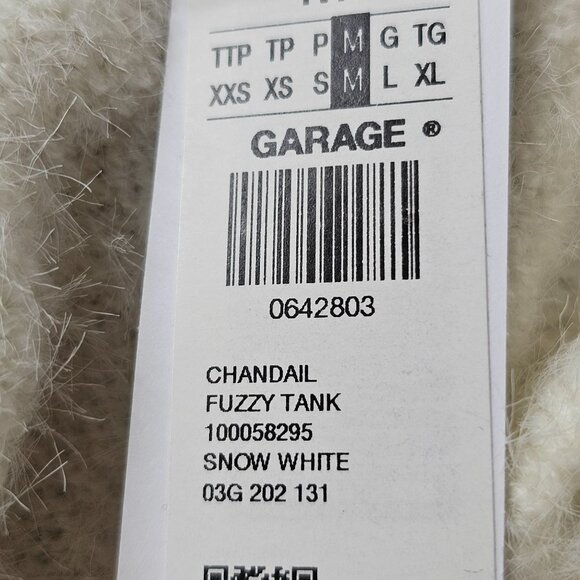 TTP TP P M G TG
XXS XS S M L XL
GARAGE ®
0642803
CHANDAIL
FUZZY TANK
100058295
SNOW WHITE
03G 202 131